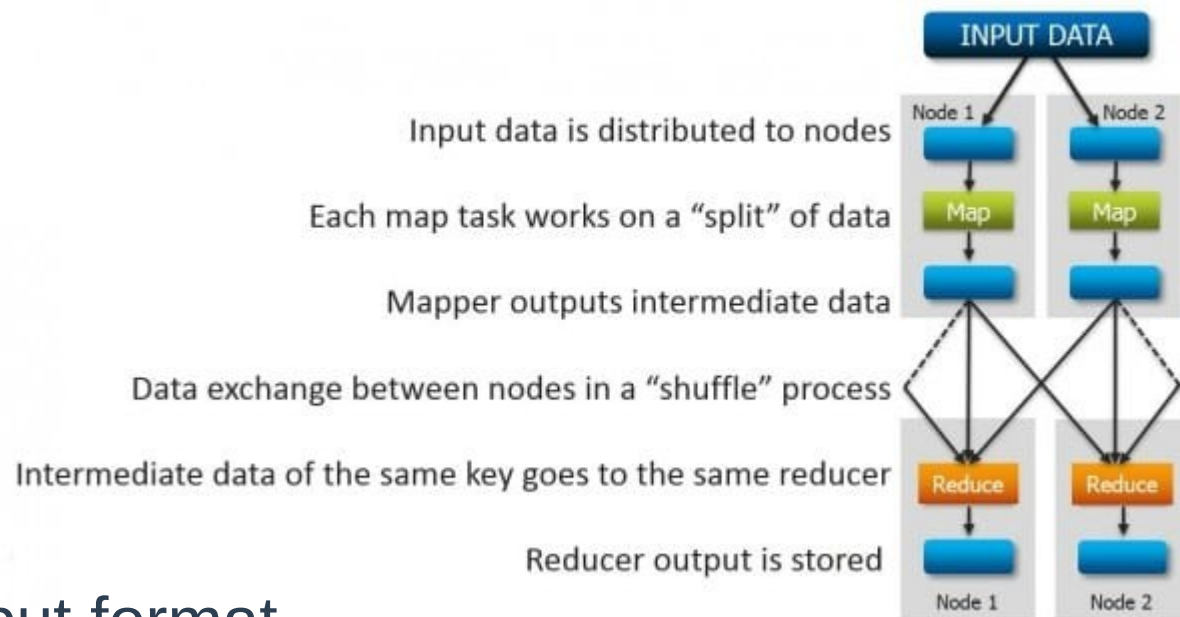 INPUT DATA
Node 1 Node 2
Input data is distributed to nodes
Each map task works on a “split” of data
Map Map
Mapper outputs intermediate data
Data exchange between nodes in a “shuffle” process
Intermediate data of the same key goes to the same reducer
Reduce Reduce
Reducer output is stored
Node 1 Node 2
format